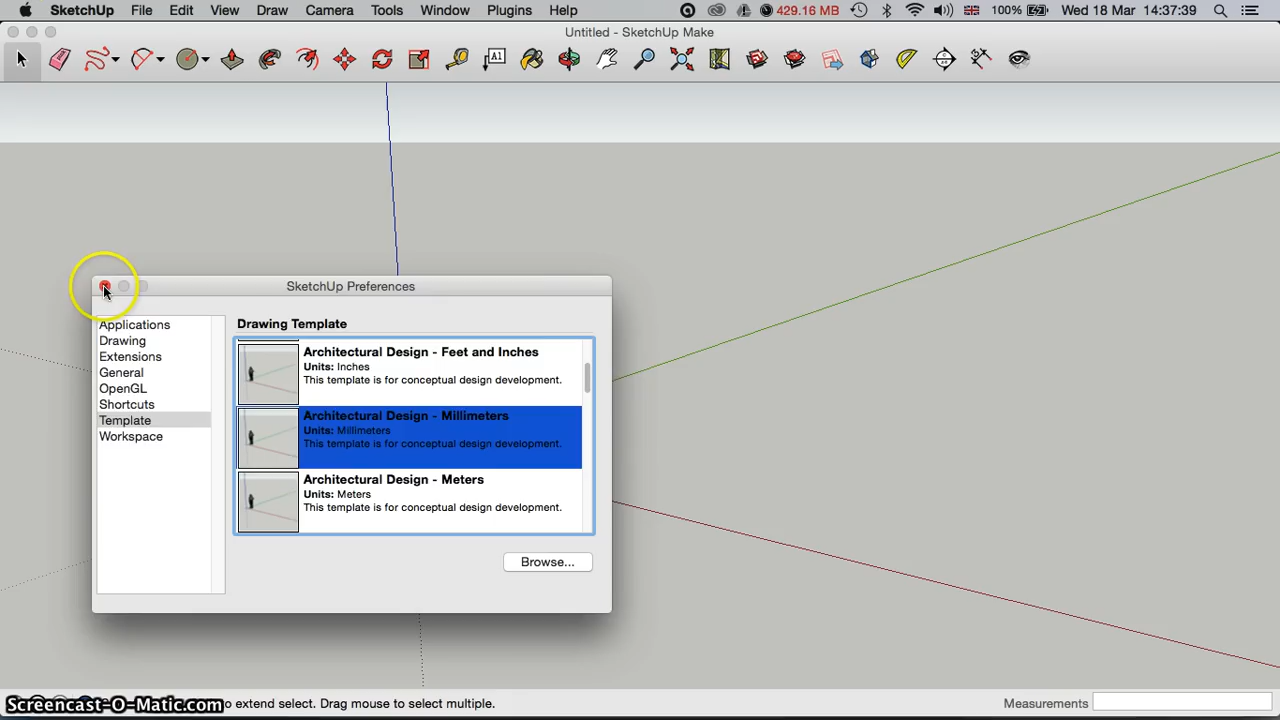 SketchUp File Edit View Draw Camera Tools Window Plugins Help 429.16 MB 100% Wed 18 Mar 14:37:39
Untitled - SketchUp Make
A1
SketchUp Preferences
Applications
Drawing
Extensions
General
OpenGL
Shortcuts
Template
Workspace
Drawing Template
Architectural Design - Feet and Inches
Units: Inches
This template is for conceptual design development.
Architectural Design - Millimeters
Units: Millimeters
This template is for conceptual design development.
Architectural Design - Meters
Units: Meters
This template is for conceptual design development.
Browse...
Screencast-O-Matic.com
to extend select. Drag mouse to select multiple.
Measurements